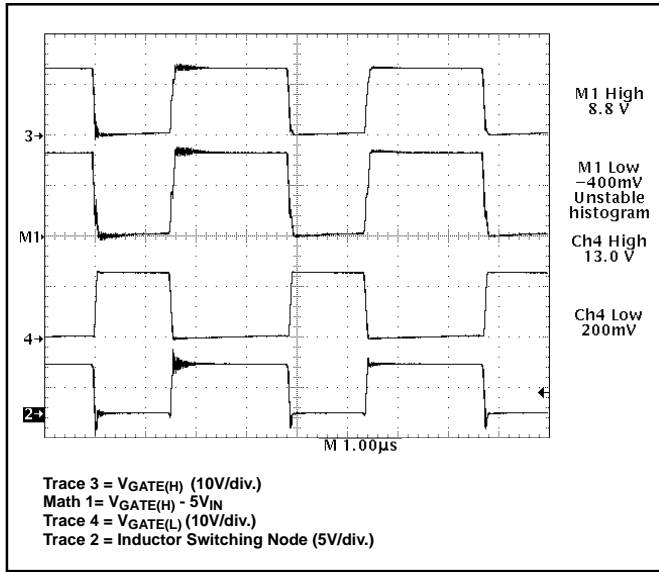 3→
M1
4→
2→
M1 High
8.8 V
M1 Low
−400mV
Unstable
histogram
Ch4 High
13.0 V
Ch4 Low
200mV
M 1.00µs
Trace 3 = VGATE(H) (10V/div.)
Math 1= VGATE(H) - 5VIN
Trace 4 = VGATE(L) (10V/div.)
Trace 2 = Inductor Switching Node (5V/div.)